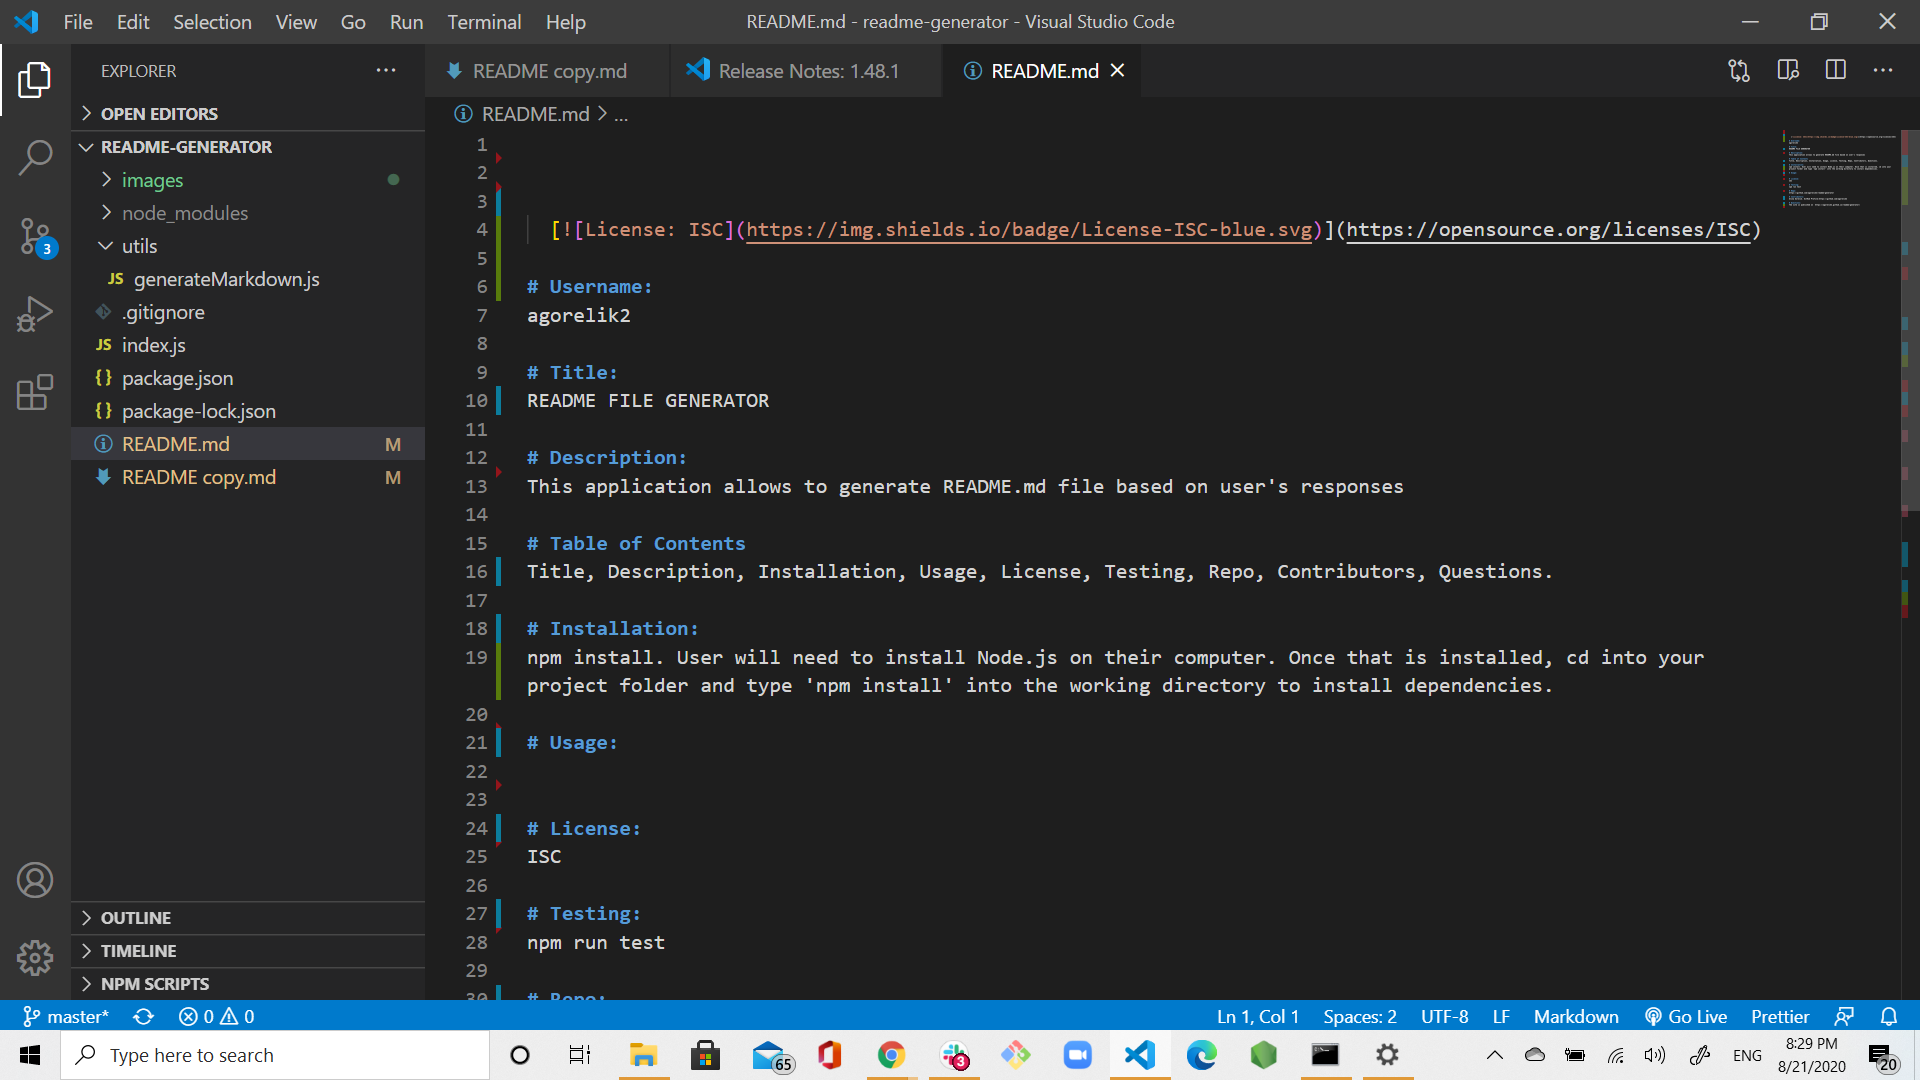 File Edit Selection View Go Run Terminal Help
README.md - readme-generator - Visual Studio Code
EXPLORER
README copy.md
Release Notes: 1.48.1
README.md
OPEN EDITORS
README-GENERATOR
images
node_modules
utils
JS generateMarkdown.js
.gitignore
JS index.js
{} package.json
{} package-lock.json
README.md M
README copy.md M
3
OUTLINE
TIMELINE
NPM SCRIPTS
README.md > ...
1
2
3
4 [![License: ISC](https://img.shields.io/badge/License-ISC-blue.svg)](https://opensource.org/licenses/ISC)
5
6 # Username:
7 agorelik2
8
9 # Title:
10 README FILE GENERATOR
11
12 # Description:
13 This application allows to generate README.md file based on user's responses
14
15 # Table of Contents
16 Title, Description, Installation, Usage, License, Testing, Repo, Contributors, Questions.
17
18 # Installation:
19 npm install. User will need to install Node.js on their computer. Once that is installed, cd into your
project folder and type 'npm install' into the working directory to install dependencies.
20
21 # Usage:
22
23
24 # License:
25 ISC
26
27 # Testing:
28 npm run test
29
30 # Repo:
master* 0 0
Ln 1, Col 1 Spaces: 2 UTF-8 LF Markdown Go Live Prettier
Type here to search
65
3
ENG
8:29 PM
8/21/2020
20